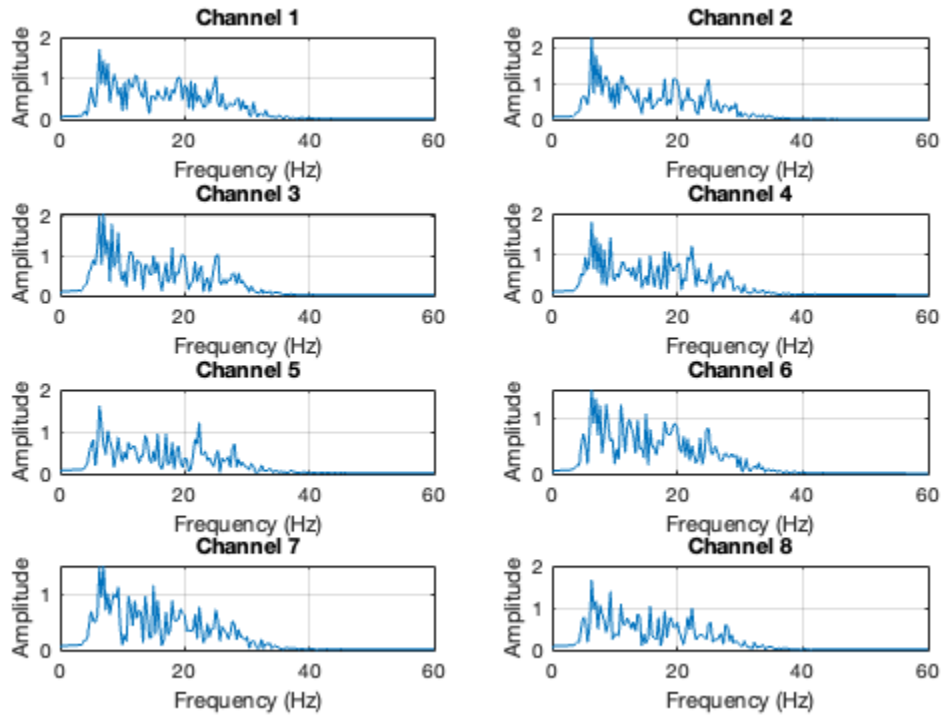 Channel 1
Amplitude
2
1
0
0 20 40 60
Frequency (Hz)
Channel 2
Amplitude
2
1
0
0 20 40 60
Frequency (Hz)
Channel 3
Amplitude
2
1
0
0 20 40 60
Frequency (Hz)
Channel 4
Amplitude
2
1
0
0 20 40 60
Frequency (Hz)
Channel 5
Amplitude
2
1
0
0 20 40 60
Frequency (Hz)
Channel 6
Amplitude
1
0
0 20 40 60
Frequency (Hz)
Channel 7
Amplitude
1
0
0 20 40 60
Frequency (Hz)
Channel 8
Amplitude
2
1
0
0 20 40 60
Frequency (Hz)